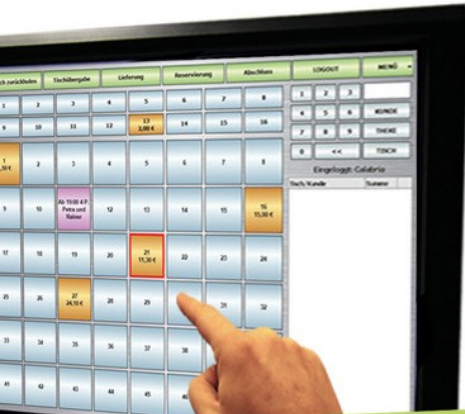 ch zurückholen Tischübergabe Lieferung Reservierung Abschluss LOGOUT MENÜ
1 2 3 4 5 6 7 8
9 10 11 12 13 14 15 16
3,00 €
1 2 3 4 5 6 7 8
,30 €
9 10 Ab 19:00 4 P. 12 13 14 15 16
Petra und 15,00 €
Rainer
17 18 19 20 21 22 23 24
11,30 €
25 26 27 28 29 31 32
24,10 €
33 34 35 36 37 38
41 42 43 44 45
1 2 3
4 5 6 KUNDE
7 8 9 THEKE
0 << TISCH
Eingeloggt: Calabria
Tisch/Kunde Summe